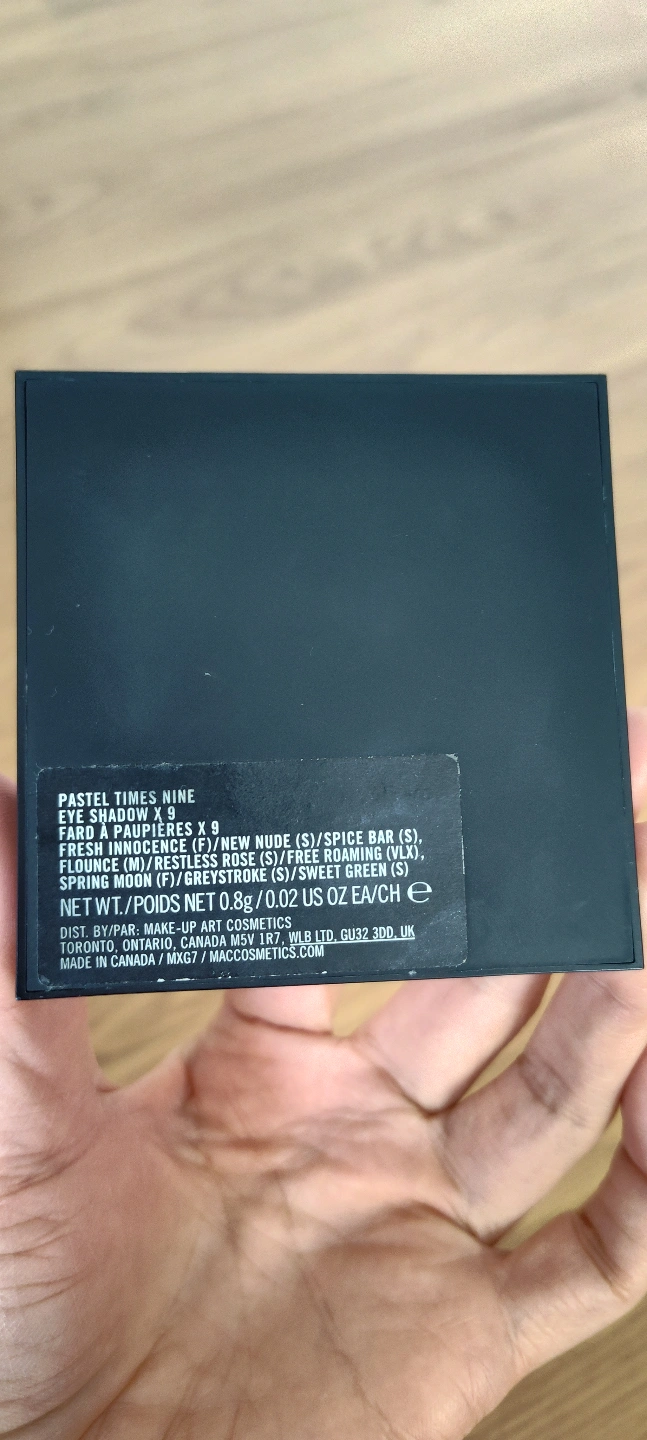 PASTEL TIMES NINE
EYE SHADOW X 9
FARD À PAUPIÈRES X 9
FRESH INNOCENCE (F)/NEW NUDE (S)/SPICE BAR (S),
FLOUNCE (M)/RESTLESS ROSE (S)/FREE ROAMING (VLX),
SPRING MOON (F)/GREYSTROKE (S)/SWEET GREEN (S)
NET WT./POIDS NET 0.8g/0.02 US OZ EA/CH ℮
DIST. BY/PAR: MAKE-UP ART COSMETICS
TORONTO, ONTARIO, CANADA M5V 1R7, WLB LTD. GU32 3DD. UK
MADE IN CANADA / MXG7 / MACCOSMETICS.COM